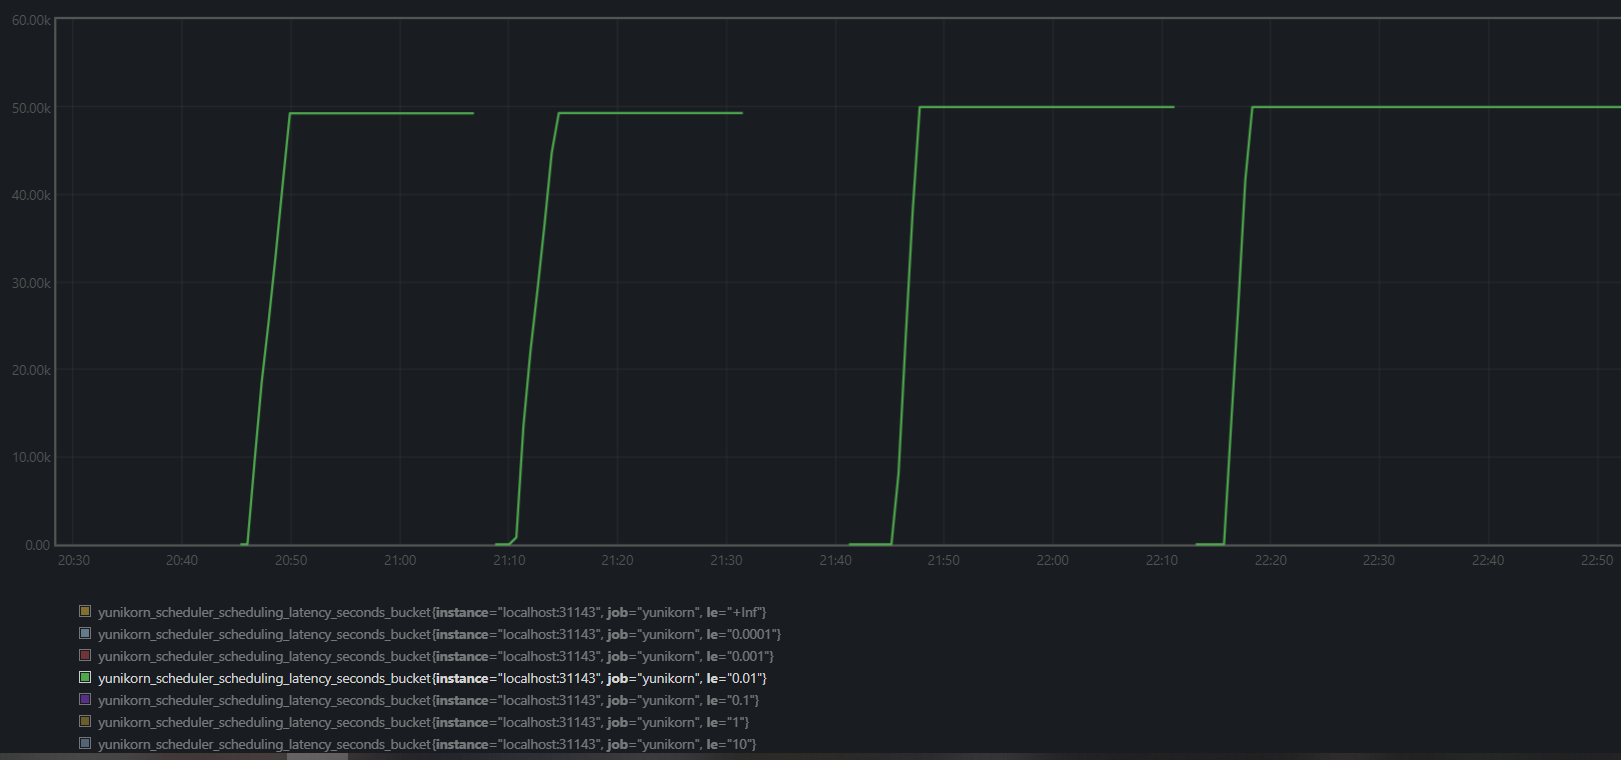 60.00k
50.00k
40.00k
30.00k
20.00k
10.00k
0.00
20:30 20:40 20:50 21:00 21:10 21:20 21:30 21:40 21:50 22:00 22:10 22:20 22:30 22:40 22:50
yunikorn_scheduler_scheduling_latency_seconds_bucket{instance="localhost:31143", job="yunikorn", le="+Inf"}
yunikorn_scheduler_scheduling_latency_seconds_bucket{instance="localhost:31143", job="yunikorn", le="0.0001"}
yunikorn_scheduler_scheduling_latency_seconds_bucket{instance="localhost:31143", job="yunikorn", le="0.001"}
yunikorn_scheduler_scheduling_latency_seconds_bucket{instance="localhost:31143", job="yunikorn", le="0.01"}
yunikorn_scheduler_scheduling_latency_seconds_bucket{instance="localhost:31143", job="yunikorn", le="0.1"}
yunikorn_scheduler_scheduling_latency_seconds_bucket{instance="localhost:31143", job="yunikorn", le="1"}
yunikorn_scheduler_scheduling_latency_seconds_bucket{instance="localhost:31143", job="yunikorn", le="10"}